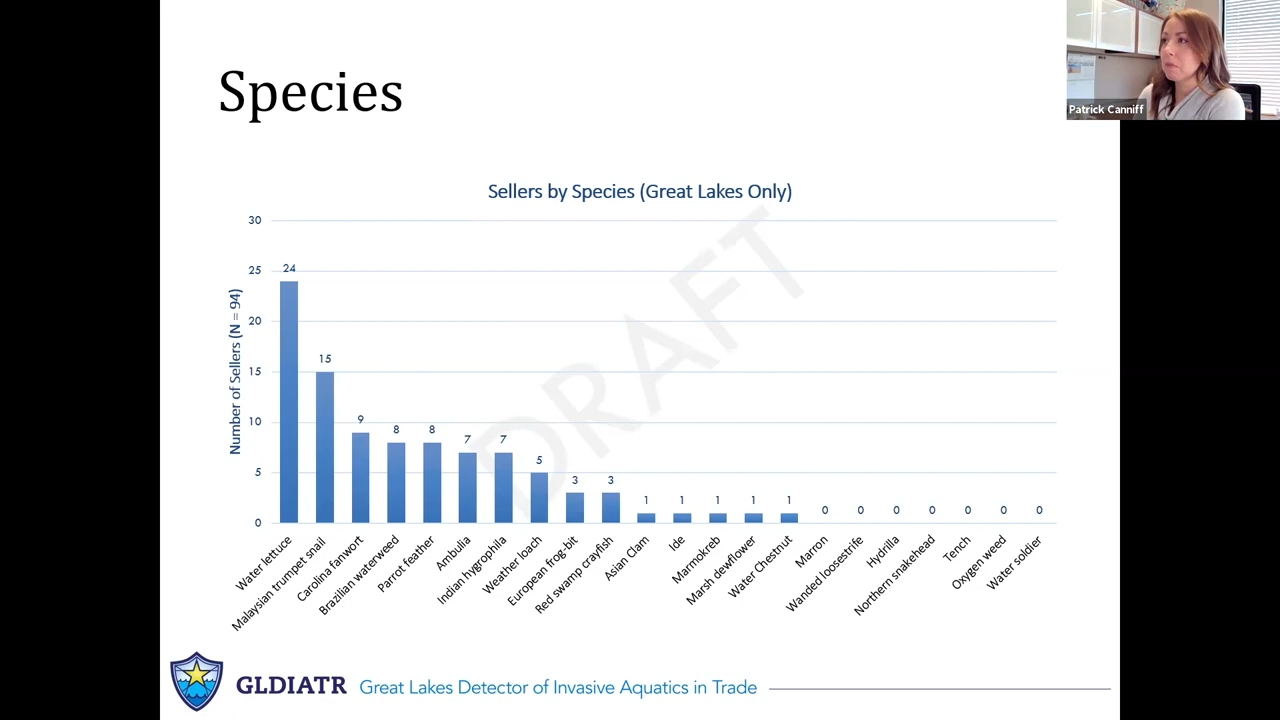 Species
Patrick Canniff
Sellers by Species (Great Lakes Only)
Number of Sellers (N = 94)
30
25
20
15
10
5
0
24
15
9
8
8
7
7
5
3
3
1
1
1
1
1
0
0
0
0
0
0
0
Water lettuce
Malaysian trumpet snail
Carolina fanwort
Brazilian waterweed
Parrot feather
Ambulia
Indian hygrophila
Weather loach
European frog-bit
Red swamp crayfish
Asian Clam
Ide
Marmokreb
Marsh dewflower
Water Chestnut
Marron
Wanded loosestrife
Hydrilla
Northern snakehead
Tench
Oxygen weed
Water soldier
DRAFT
GLDIATR Great Lakes Detector of Invasive Aquatics in Trade